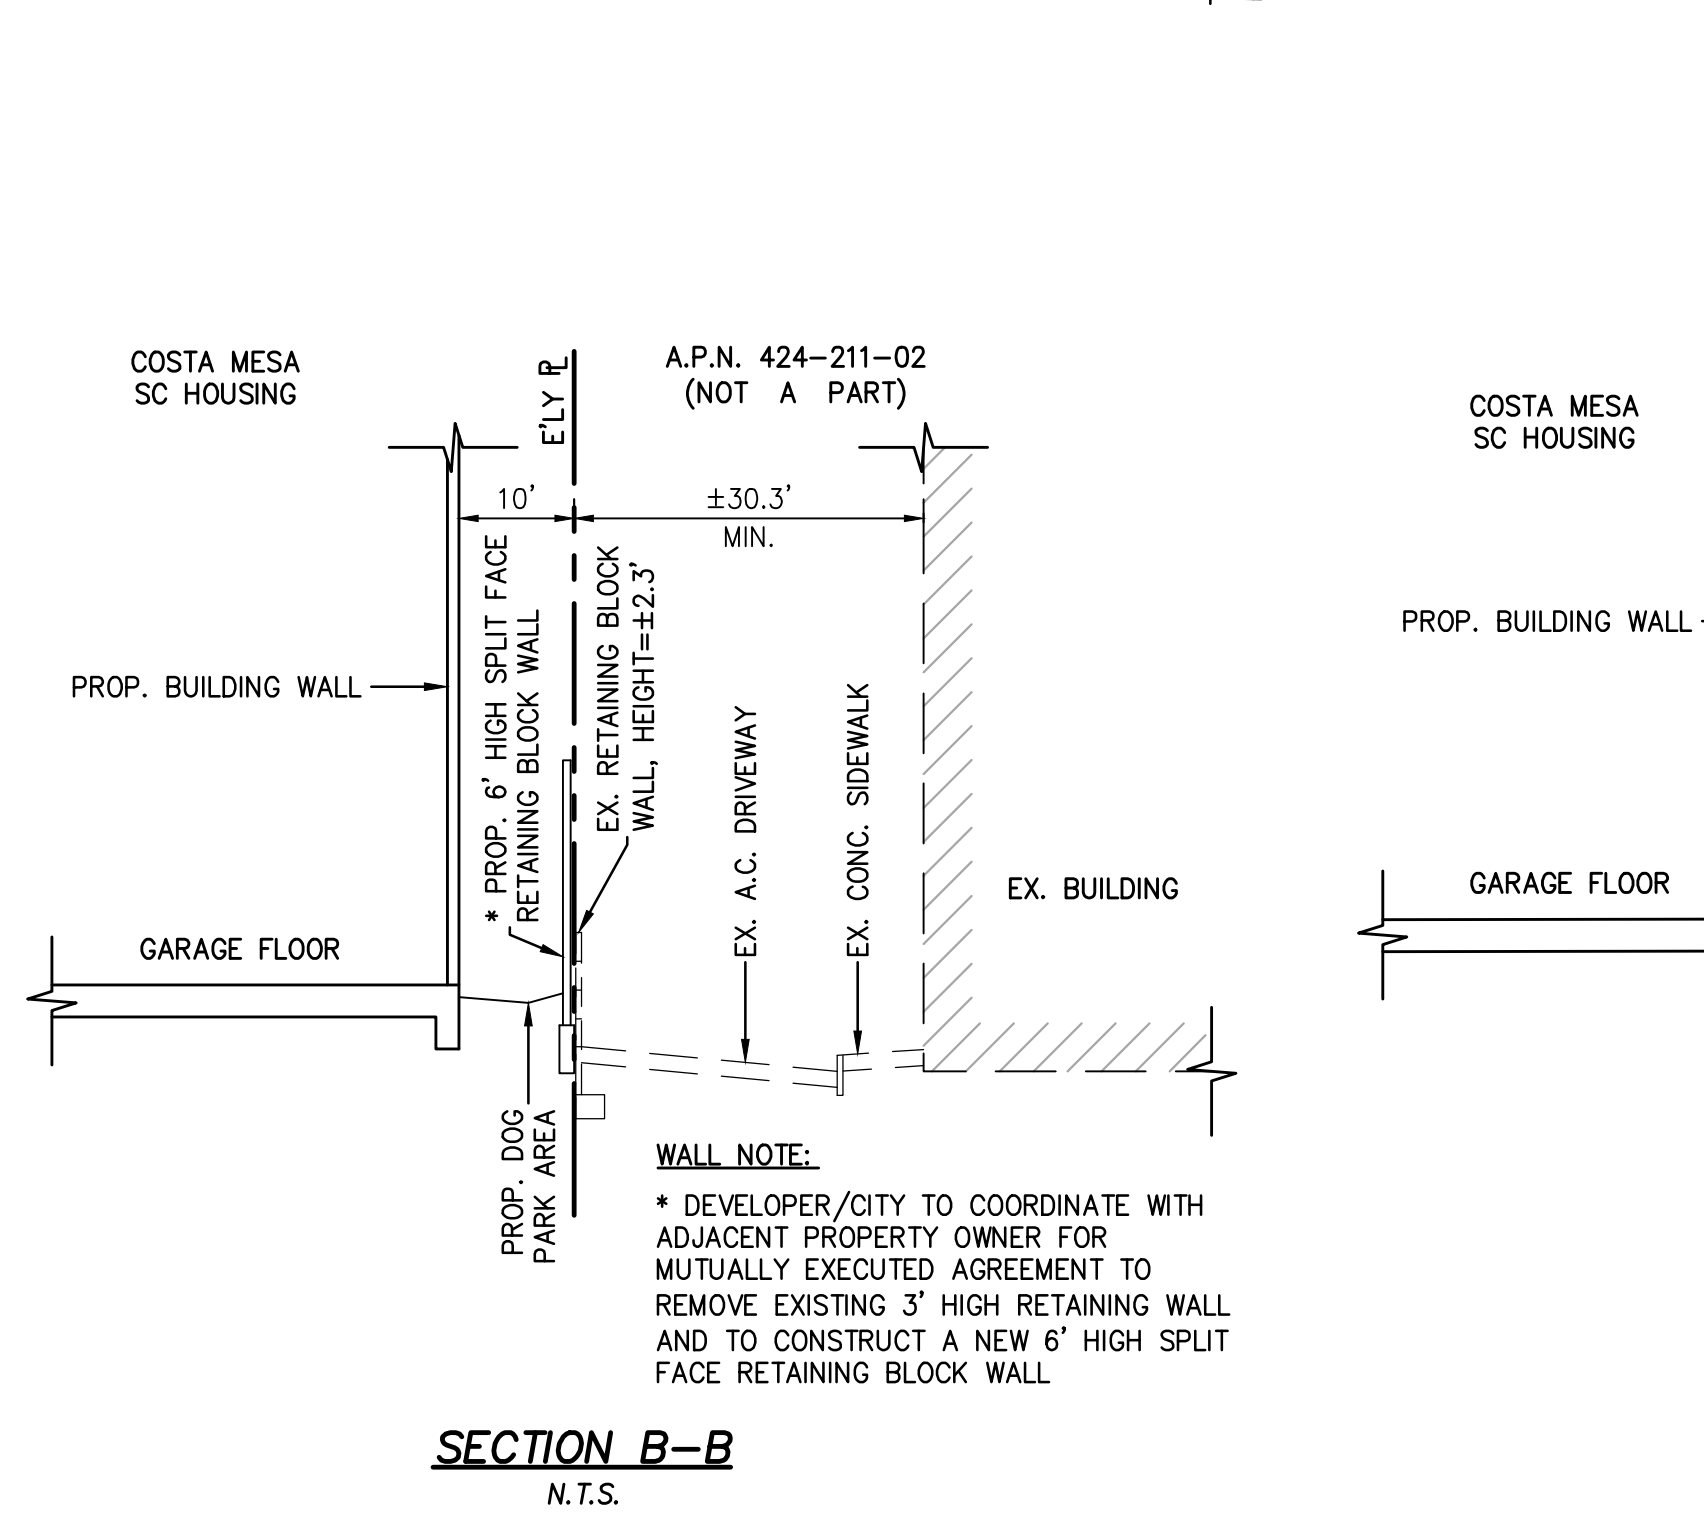 COSTA MESA
SC HOUSING
E'LY PL
A.P.N. 424-211-02
(NOT A PART)
10'
±30.3'
MIN.
PROP. BUILDING WALL
* PROP. 6' HIGH SPLIT FACE
RETAINING BLOCK WALL
EX. RETAINING BLOCK
WALL, HEIGHT=±2.3'
EX. A.C. DRIVEWAY
EX. CONC. SIDEWALK
EX. BUILDING
GARAGE FLOOR
PROP. DOG
PARK AREA
WALL NOTE:
* DEVELOPER/CITY TO COORDINATE WITH
ADJACENT PROPERTY OWNER FOR
MUTUALLY EXECUTED AGREEMENT TO
REMOVE EXISTING 3' HIGH RETAINING WALL
AND TO CONSTRUCT A NEW 6' HIGH SPLIT
FACE RETAINING BLOCK WALL
SECTION B-B
N.T.S.
COSTA MESA
SC HOUSING
PROP. BUILDING WALL
GARAGE FLOOR